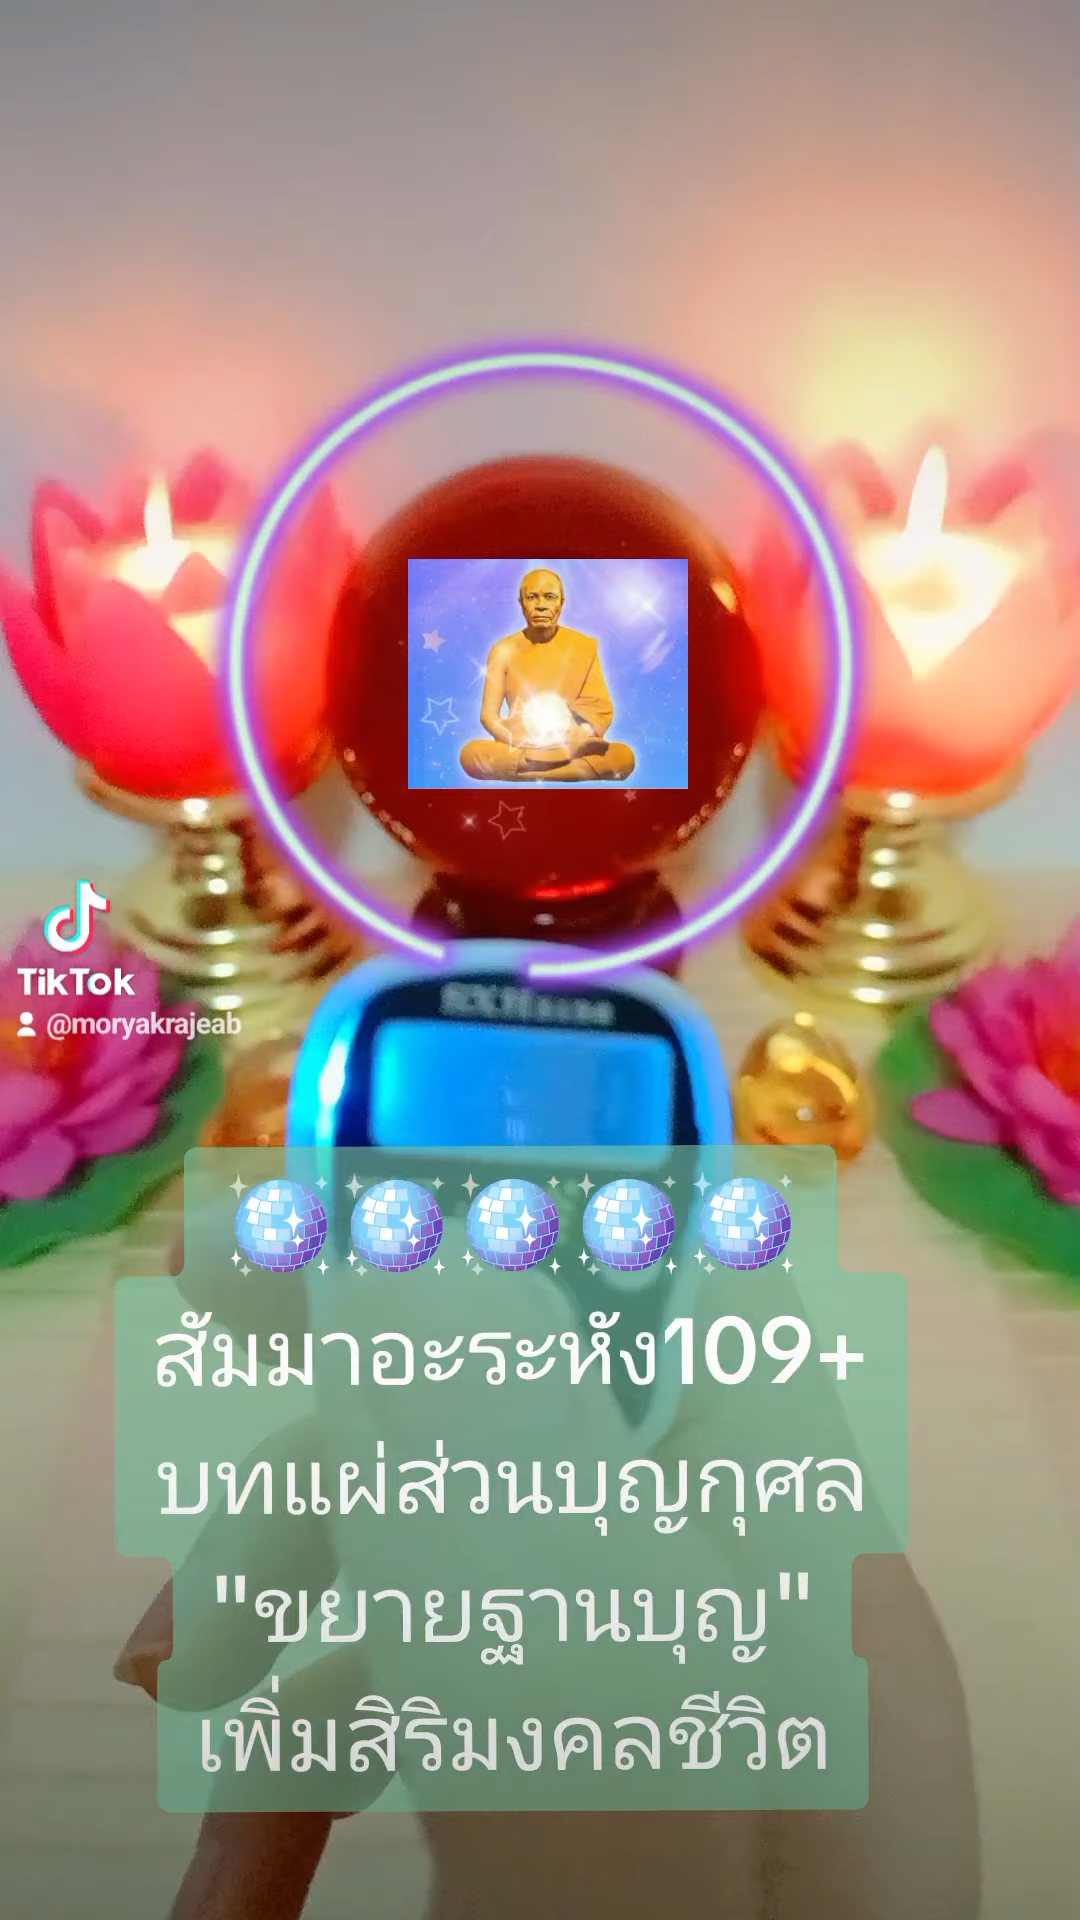 TikTok
@moryakrajeab
สัมมาอะระหัง109+
บทแผ่ส่วนบุญกุศล
"ขยายฐานบุญ"
เพิ่มสิริมงคลชีวิต